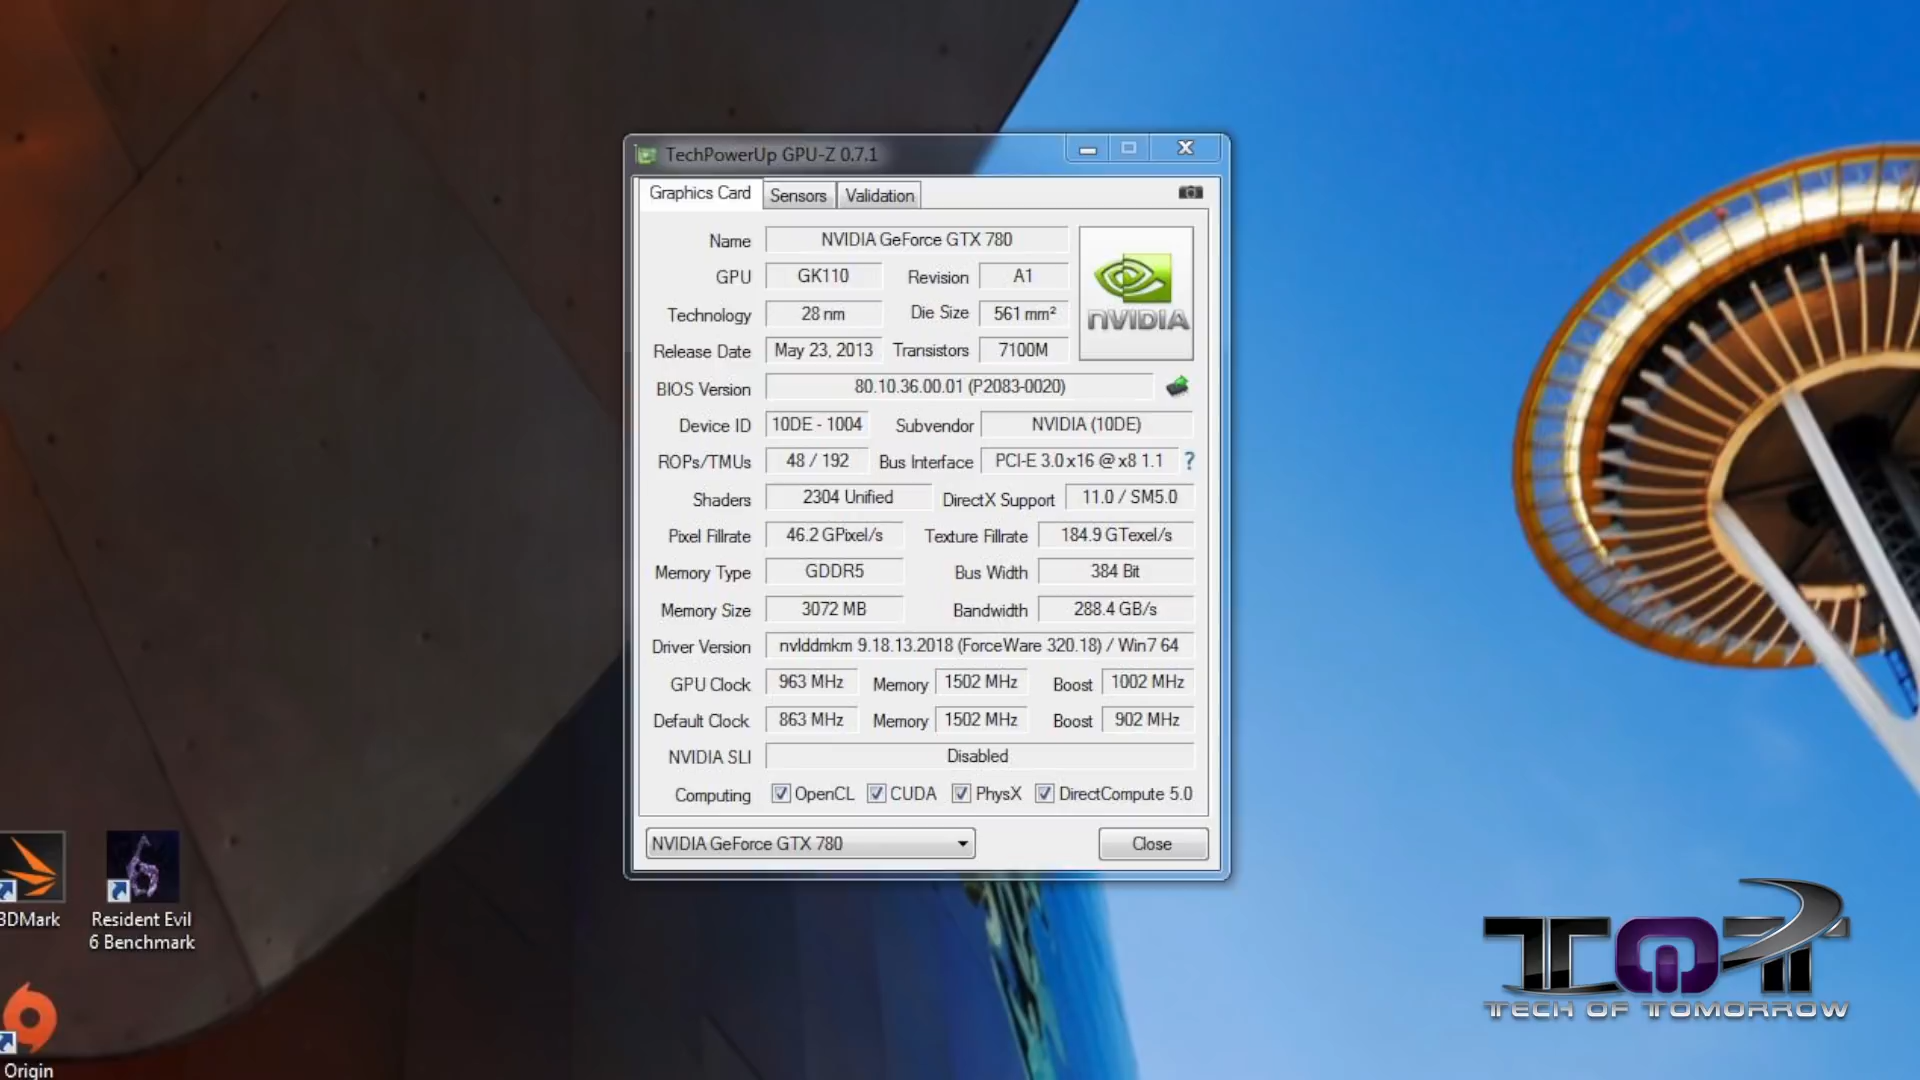 TechPowerUp GPU-Z 0.7.1
Graphics Card Sensors Validation
Name NVIDIA GeForce GTX 780
GPU GK110 Revision A1
Technology 28 nm Die Size 561 mm²
Release Date May 23, 2013 Transistors 7100M
NVIDIA
BIOS Version 80.10.36.00.01 (P2083-0020)
Device ID 10DE - 1004 Subvendor NVIDIA (10DE)
ROPs/TMUs 48 / 192 Bus Interface PCI-E 3.0 x16 @ x8 1.1 ?
Shaders 2304 Unified DirectX Support 11.0 / SM5.0
Pixel Fillrate 46.2 GPixel/s Texture Fillrate 184.9 GTexel/s
Memory Type GDDR5 Bus Width 384 Bit
Memory Size 3072 MB Bandwidth 288.4 GB/s
Driver Version nvlddmkm 9.18.13.2018 (ForceWare 320.18) / Win7 64
GPU Clock 963 MHz Memory 1502 MHz Boost 1002 MHz
Default Clock 863 MHz Memory 1502 MHz Boost 902 MHz
NVIDIA SLI Disabled
Computing OpenCL CUDA PhysX DirectCompute 5.0
NVIDIA GeForce GTX 780 Close
3DMark
6
Resident Evil
6 Benchmark
Origin
TOT
TECH OF TOMORROW